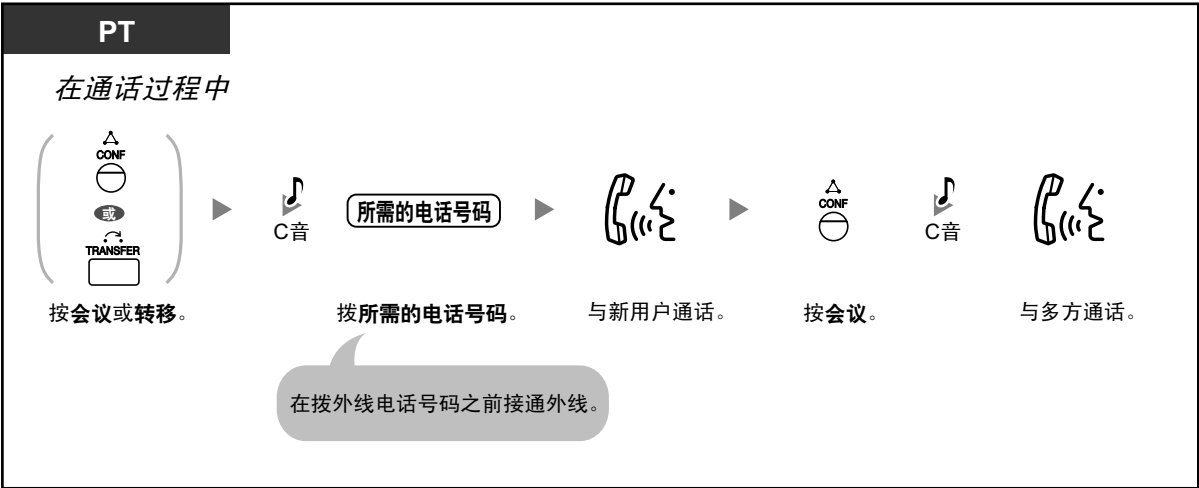 PT
在通话过程中
CONF
或
TRANSFER
C音
所需的电话号码
CONF
C音
按会议或转移。
拨所需的电话号码。
与新用户通话。
按会议。
与多方通话。
在拨外线电话号码之前接通外线。